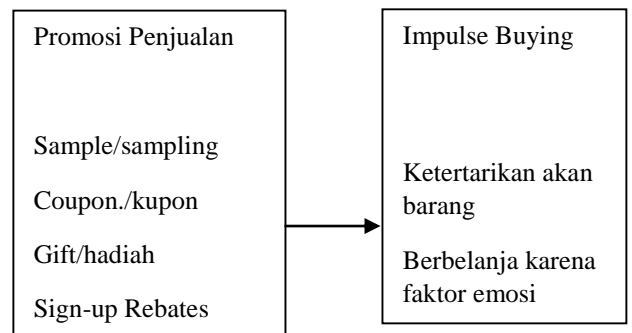 Promosi Penjualan
Sample/sampling
Coupon./kupon
Gift/hadiah
Sign-up Rebates
Impulse Buying
Ketertarikan akan
barang
Berbelanja karena
faktor emosi